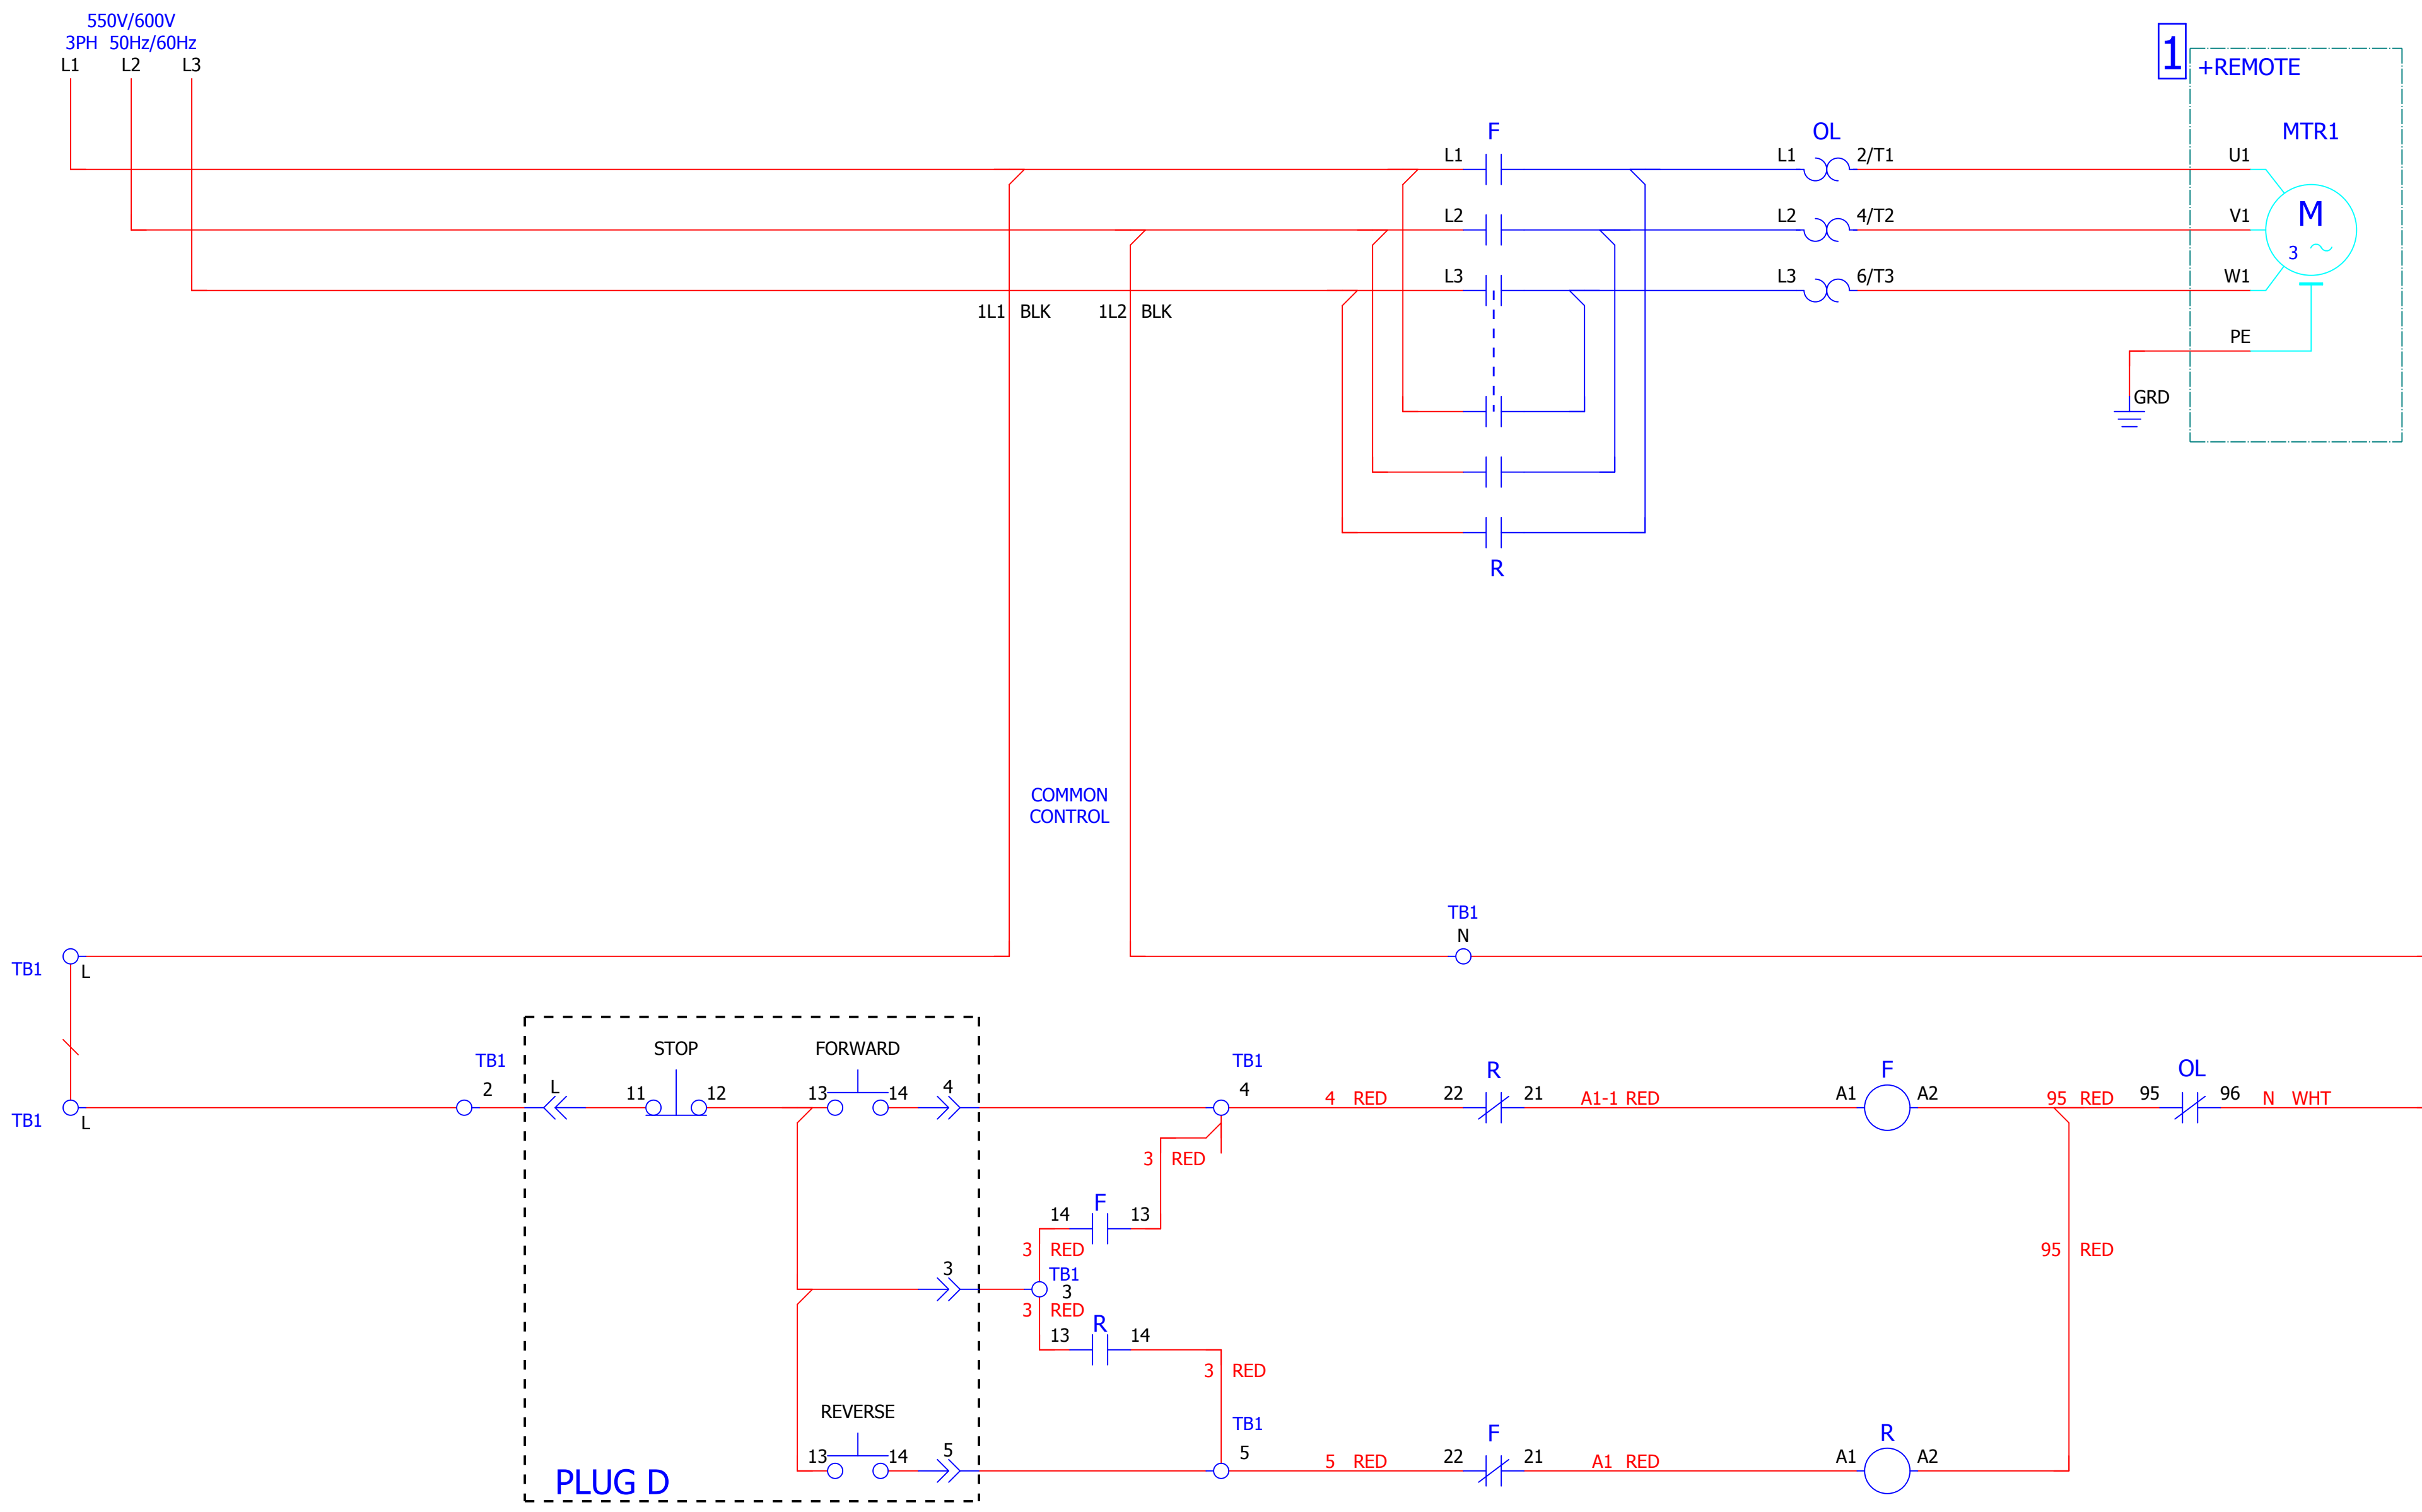 550V/600V
3PH 50Hz/60Hz
L1 L2 L3
1
+REMOTE
F OL MTR1
L1 L1 2/T1 U1
M
3
L2 L2 4/T2 V1
L3 L3 6/T3 W1
1L1 BLK 1L2 BLK
PE
GRD
R
COMMON
CONTROL
TB1
N
TB1 L
STOP FORWARD
TB1 TB1 R F OL
2 L 11 12 13 14 4 4
4 RED 22 21 A1-1 RED A1 A2 95 RED 95 96 N WHT
TB1 L
3 RED
F
14 13
3 RED
95 RED
3 TB1
3
3 RED
R
13 14
3 RED
REVERSE
TB1 F R
13 14 5 5
5 RED 22 21 A1 RED A1 A2
PLUG D